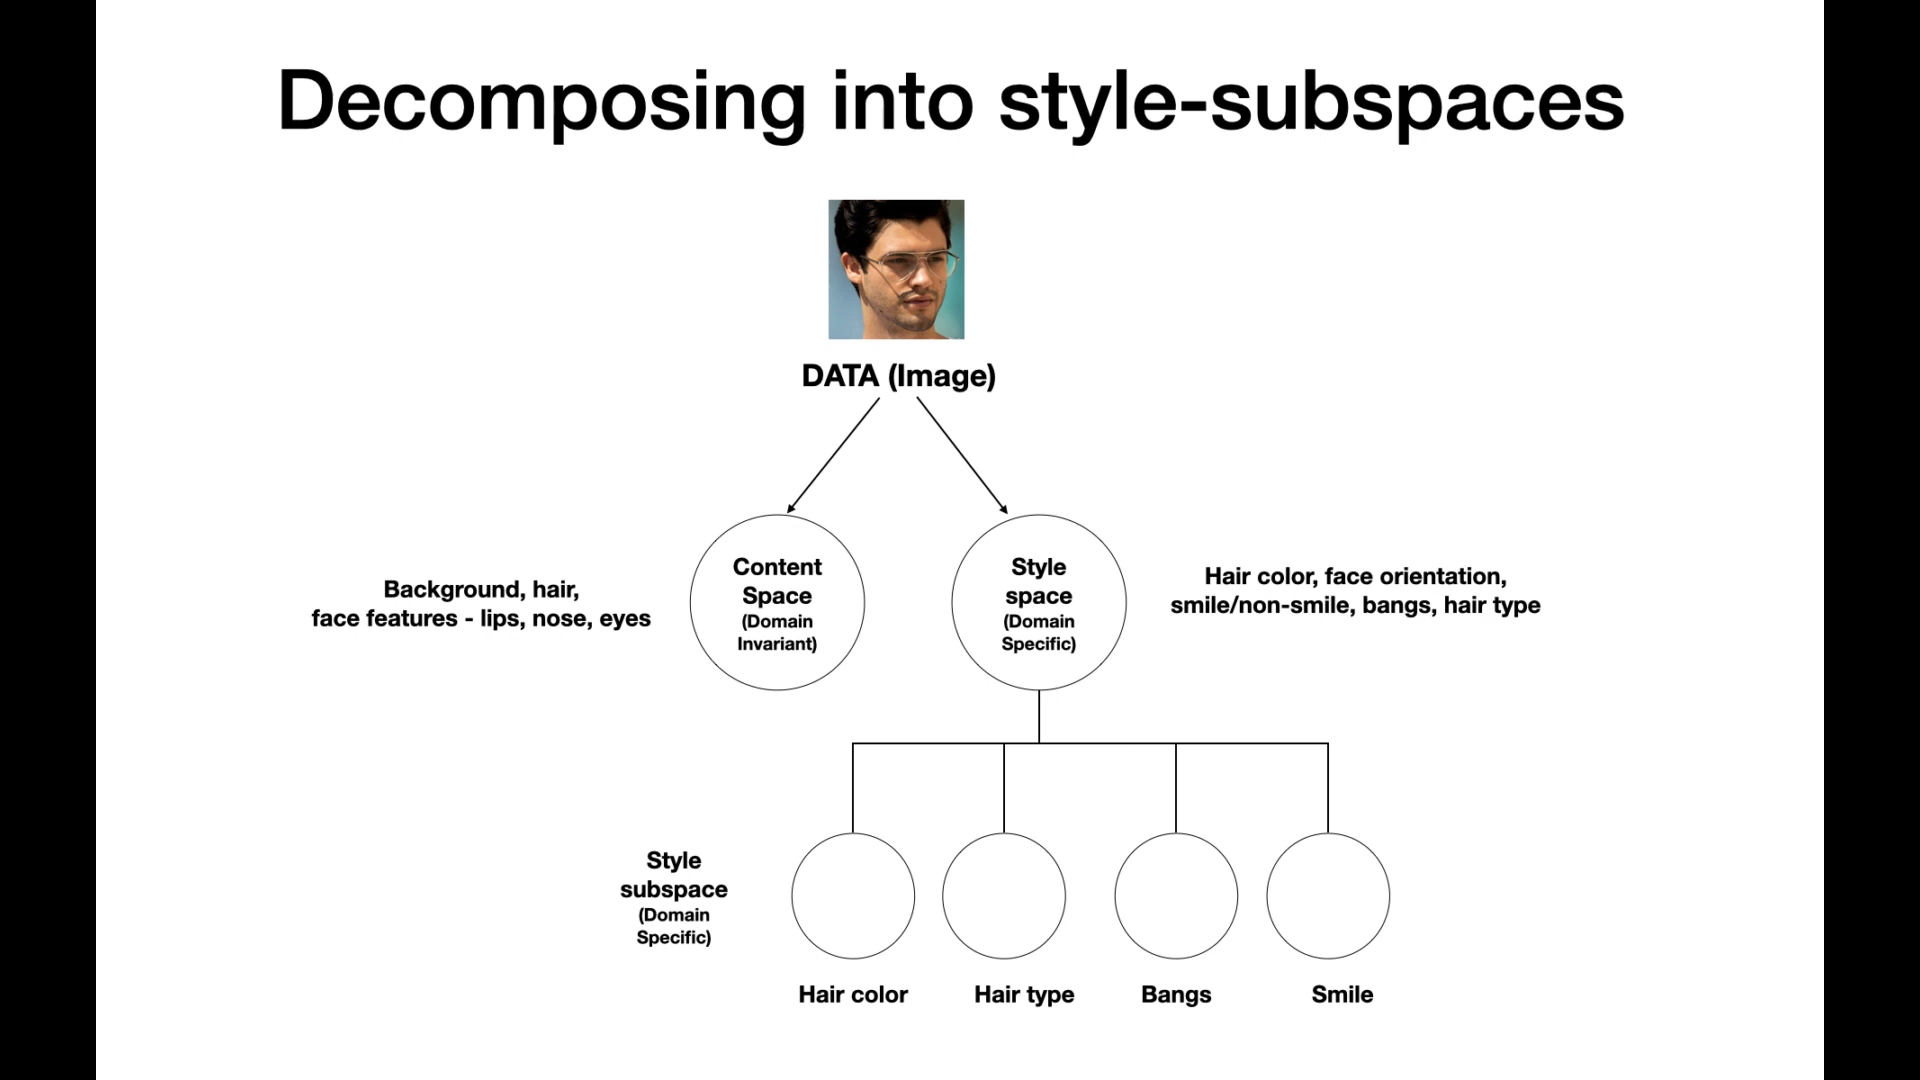 Decomposing into style-subspaces
DATA (Image)
Background, hair,
face features - lips, nose, eyes
Content
Space
(Domain
Invariant)
Style
space
(Domain
Specific)
Hair color, face orientation,
smile/non-smile, bangs, hair type
Style
subspace
(Domain
Specific)
Hair color
Hair type
Bangs
Smile